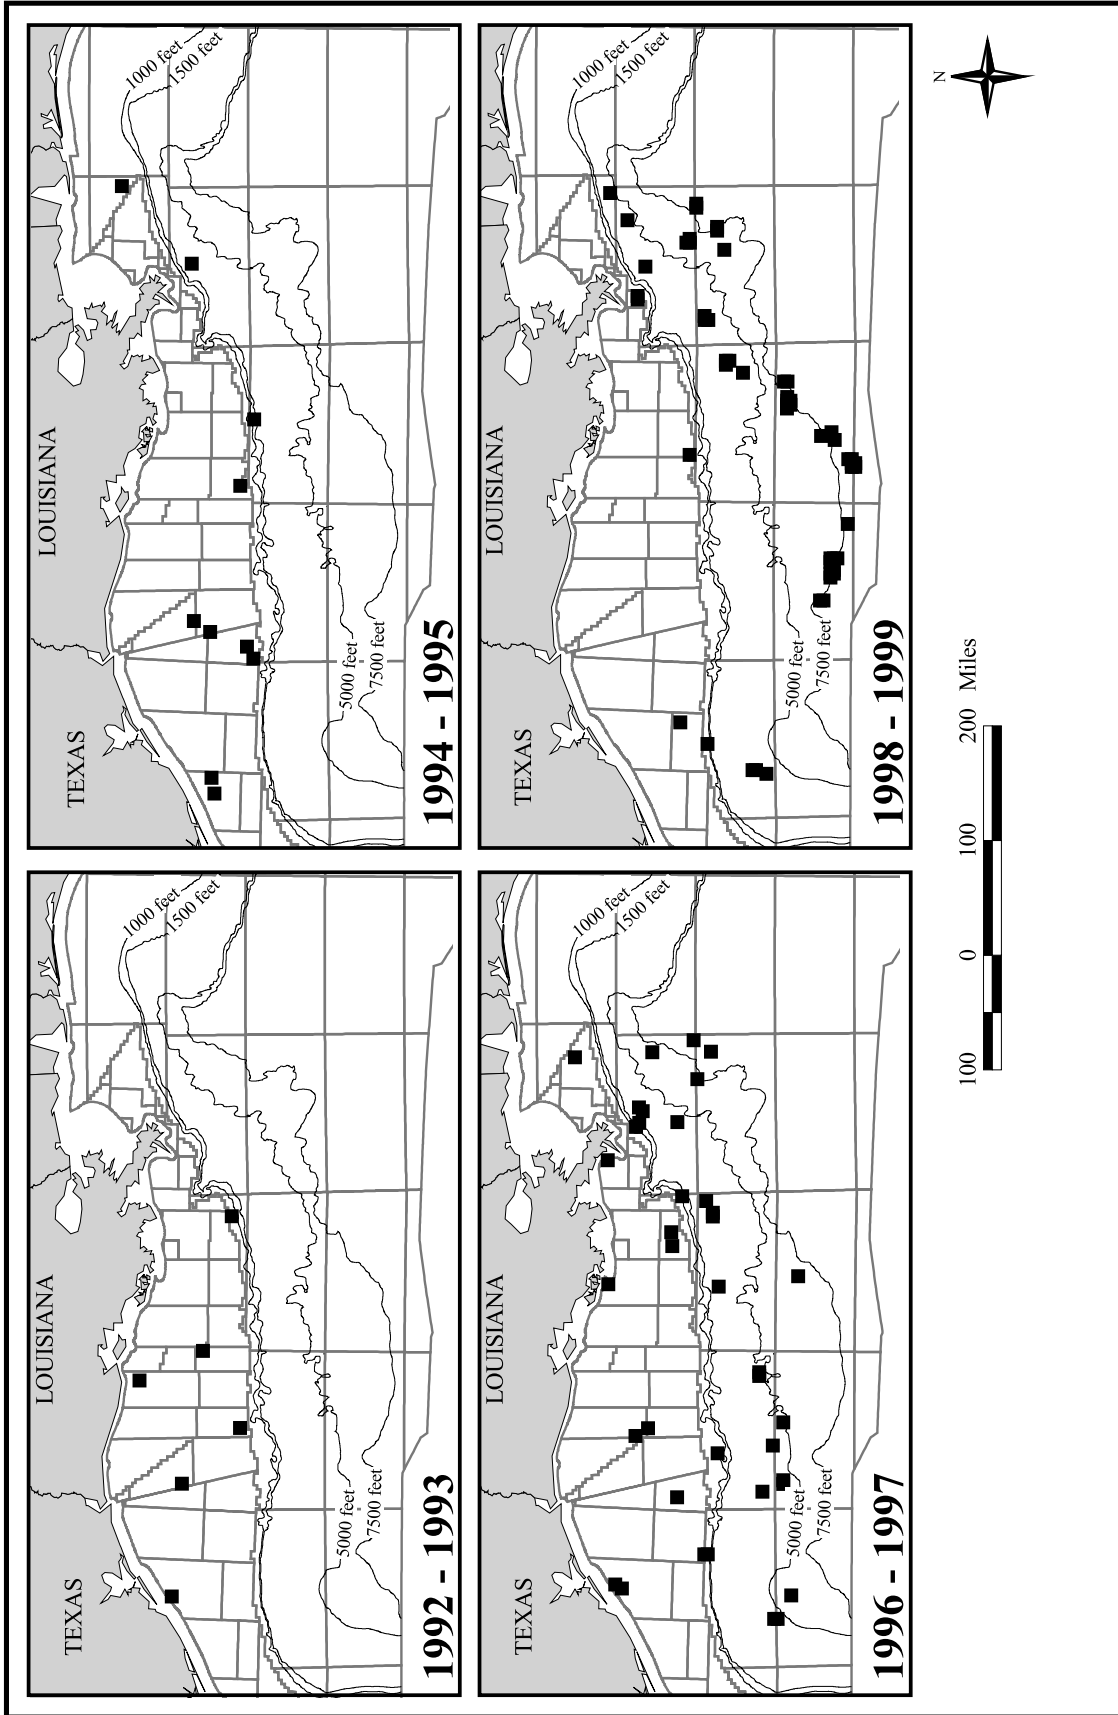 LOUISIANA
TEXAS
1000 feet
1500 feet
5000 feet
7500 feet
1992 - 1993
LOUISIANA
TEXAS
1000 feet
1500 feet
5000 feet
7500 feet
1994 - 1995
LOUISIANA
TEXAS
1000 feet
1500 feet
5000 feet
7500 feet
1996 - 1997
LOUISIANA
TEXAS
1000 feet
1500 feet
5000 feet
7500 feet
1998 - 1999
N
100 0 100 200 Miles